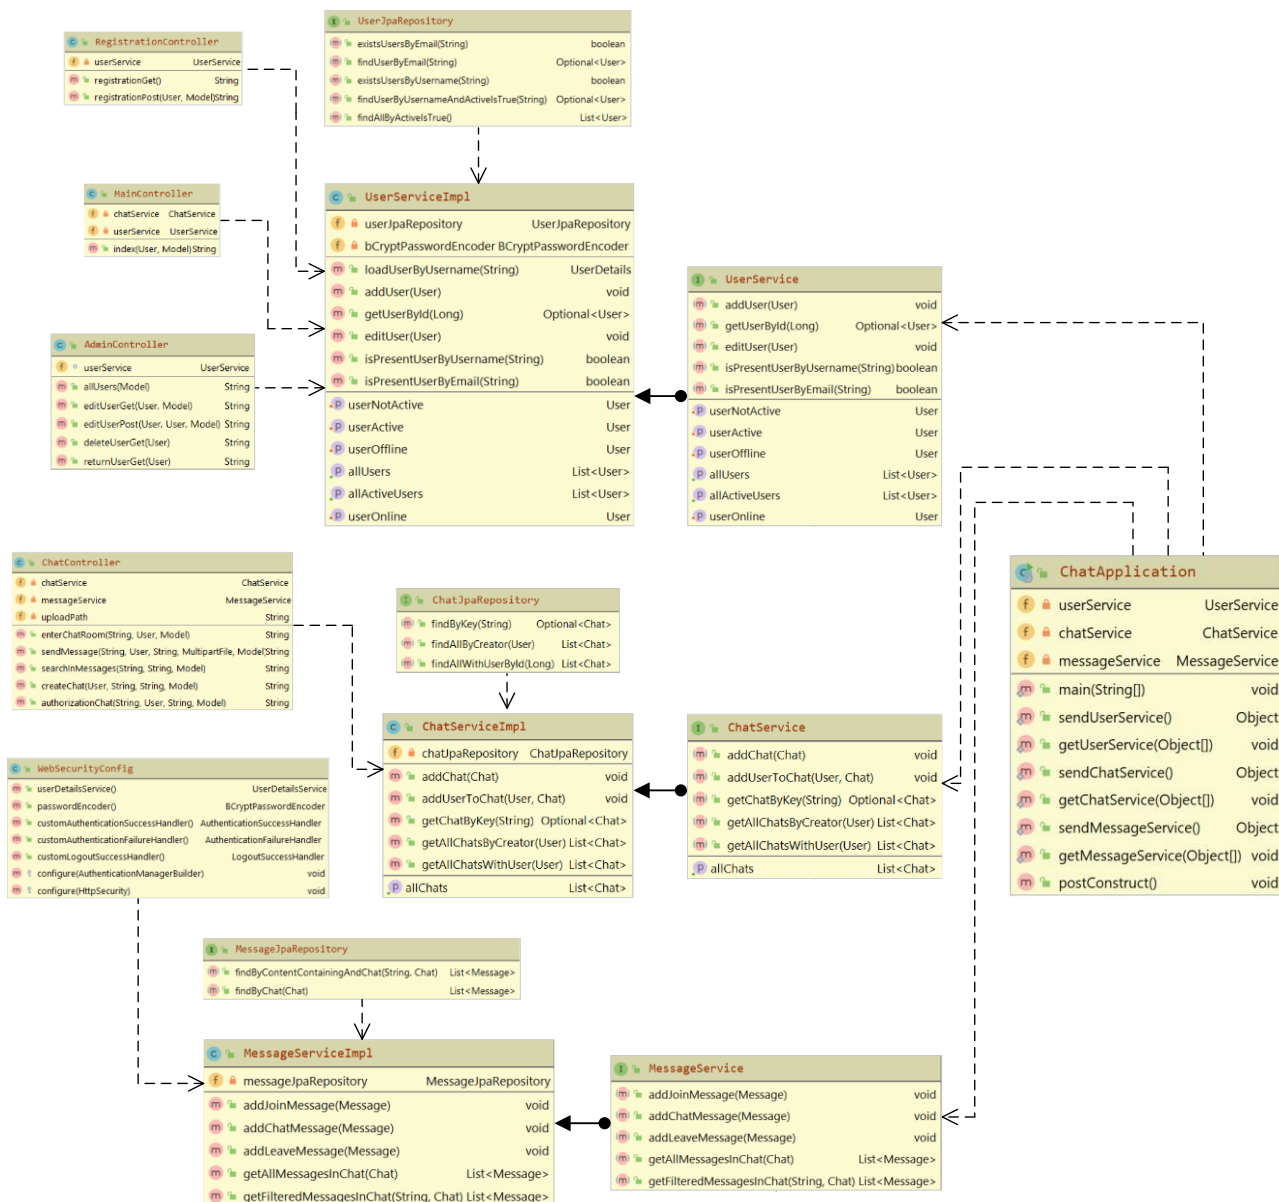 RegistrationController
userService UserService
registrationGet() String
registrationPost(User, Model) String
UserJpaRepository
existsUsersByEmail(String) boolean
findUserByEmail(String) Optional<User>
existsUsersByUsername(String) boolean
findUserByUsernameAndActiveIsTrue(String) Optional<User>
findAllByActiveIsTrue() List<User>
MainController
chatService ChatService
userService UserService
index(User, Model) String
UserServiceImpl
userJpaRepository UserJpaRepository
bCryptPasswordEncoder BCryptPasswordEncoder
loadUserByUsername(String) UserDetails
addUser(User) void
getUserById(Long) Optional<User>
editUser(User) void
isPresentUserByUsername(String) boolean
isPresentUserByEmail(String) boolean
userNotActive User
userActive User
userOffline User
allUsers List<User>
allActiveUsers List<User>
userOnline User
UserService
addUser(User) void
getUserById(Long) Optional<User>
editUser(User) void
isPresentUserByUsername(String) boolean
isPresentUserByEmail(String) boolean
userNotActive User
userActive User
userOffline User
allUsers List<User>
allActiveUsers List<User>
userOnline User
AdminController
userService UserService
allUsers(Model) String
editUserGet(User, Model) String
editUserPost(User, User, Model) String
deleteUserGet(User) String
returnUserGet(User) String
ChatController
chatService ChatService
messageService MessageService
uploadPath String
enterChatRoom(String, User, Model) String
sendMessage(String, User, String, MultipartFile, Model) String
searchInMessages(String, String, Model) String
createChat(User, String, String, Model) String
authorizationChat(String, User, String, Model) String
ChatJpaRepository
findByKey(String) Optional<Chat>
findAllByCreator(User) List<Chat>
findAllWithUserById(Long) List<Chat>
ChatApplication
userService UserService
chatService ChatService
messageService MessageService
main(String[]) void
sendUserService() Object
getUserService(Object[]) void
sendChatService() Object
getChatService(Object[]) void
sendMessageService() Object
getMessageService(Object[]) void
postConstruct() void
ChatServiceImpl
chatJpaRepository ChatJpaRepository
addChat(Chat) void
addUserToChat(User, Chat) void
getChatByKey(String) Optional<Chat>
getAllChatsByCreator(User) List<Chat>
getAllChatsWithUser(User) List<Chat>
allChats List<Chat>
ChatService
addChat(Chat) void
addUserToChat(User, Chat) void
getChatByKey(String) Optional<Chat>
getAllChatsByCreator(User) List<Chat>
getAllChatsWithUser(User) List<Chat>
allChats List<Chat>
WebSecurityConfig
userDetailsService() UserDetailsService
passwordEncoder() BCryptPasswordEncoder
customAuthenticationSuccessHandler() AuthenticationSuccessHandler
customAuthenticationFailureHandler() AuthenticationFailureHandler
customLogoutSuccessHandler() LogoutSuccessHandler
configure(AuthenticationManagerBuilder) void
configure(HttpSecurity) void
MessageJpaRepository
findByContentContainingAndChat(String, Chat) List<Message>
findByChat(Chat) List<Message>
MessageServiceImpl
messageJpaRepository MessageJpaRepository
addJoinMessage(Message) void
addChatMessage(Message) void
addLeaveMessage(Message) void
getAllMessagesInChat(Chat) List<Message>
getFilteredMessagesInChat(String, Chat) List<Message>
MessageService
addJoinMessage(Message) void
addChatMessage(Message) void
addLeaveMessage(Message) void
getAllMessagesInChat(Chat) List<Message>
getFilteredMessagesInChat(String, Chat) List<Message>